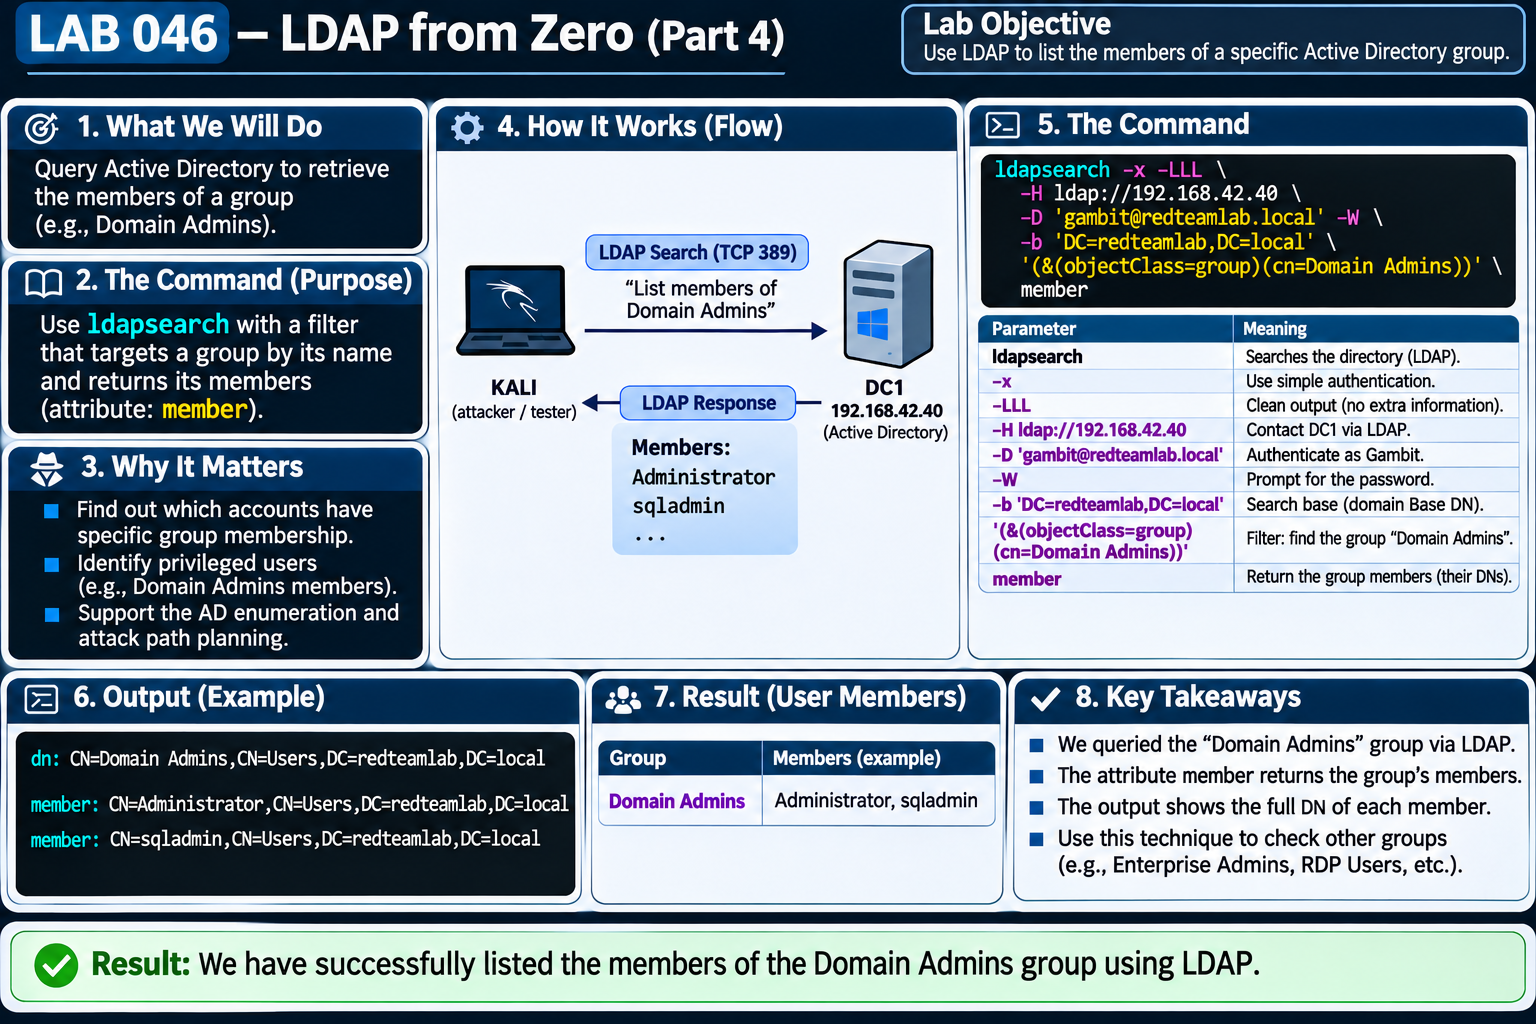 LAB 046 – LDAP from Zero (Part 4)
Lab Objective
Use LDAP to list the members of a specific Active Directory group.
1. What We Will Do
Query Active Directory to retrieve
the members of a group
(e.g., Domain Admins).
2. The Command (Purpose)
Use ldapsearch with a filter
that targets a group by its name
and returns its members
(attribute: member).
3. Why It Matters
Find out which accounts have
specific group membership.
Identify privileged users
(e.g., Domain Admins members).
Support the AD enumeration and
attack path planning.
4. How It Works (Flow)
LDAP Search (TCP 389)
“List members of
Domain Admins”
KALI
(attacker / tester)
DC1
192.168.42.40
(Active Directory)
LDAP Response
Members:
Administrator
sqladmin
...
5. The Command
ldapsearch -x -LLL \
-H ldap://192.168.42.40 \
-D 'gambit@redteamlab.local' -W \
-b 'DC=redteamlab,DC=local' \
'(&(objectClass=group)(cn=Domain Admins))' \
member
Parameter Meaning
ldapsearch Searches the directory (LDAP).
-x Use simple authentication.
-LLL Clean output (no extra information).
-H ldap://192.168.42.40 Contact DC1 via LDAP.
-D 'gambit@redteamlab.local' Authenticate as Gambit.
-W Prompt for the password.
-b 'DC=redteamlab,DC=local' Search base (domain Base DN).
'(&(objectClass=group)
(cn=Domain Admins))' Filter: find the group “Domain Admins”.
member Return the group members (their DNs).
6. Output (Example)
dn: CN=Domain Admins,CN=Users,DC=redteamlab,DC=local
member: CN=Administrator,CN=Users,DC=redteamlab,DC=local
member: CN=sqladmin,CN=Users,DC=redteamlab,DC=local
7. Result (User Members)
Group Members (example)
Domain Admins Administrator, sqladmin
8. Key Takeaways
We queried the “Domain Admins” group via LDAP.
The attribute member returns the group’s members.
The output shows the full DN of each member.
Use this technique to check other groups
(e.g., Enterprise Admins, RDP Users, etc.).
Result: We have successfully listed the members of the Domain Admins group using LDAP.